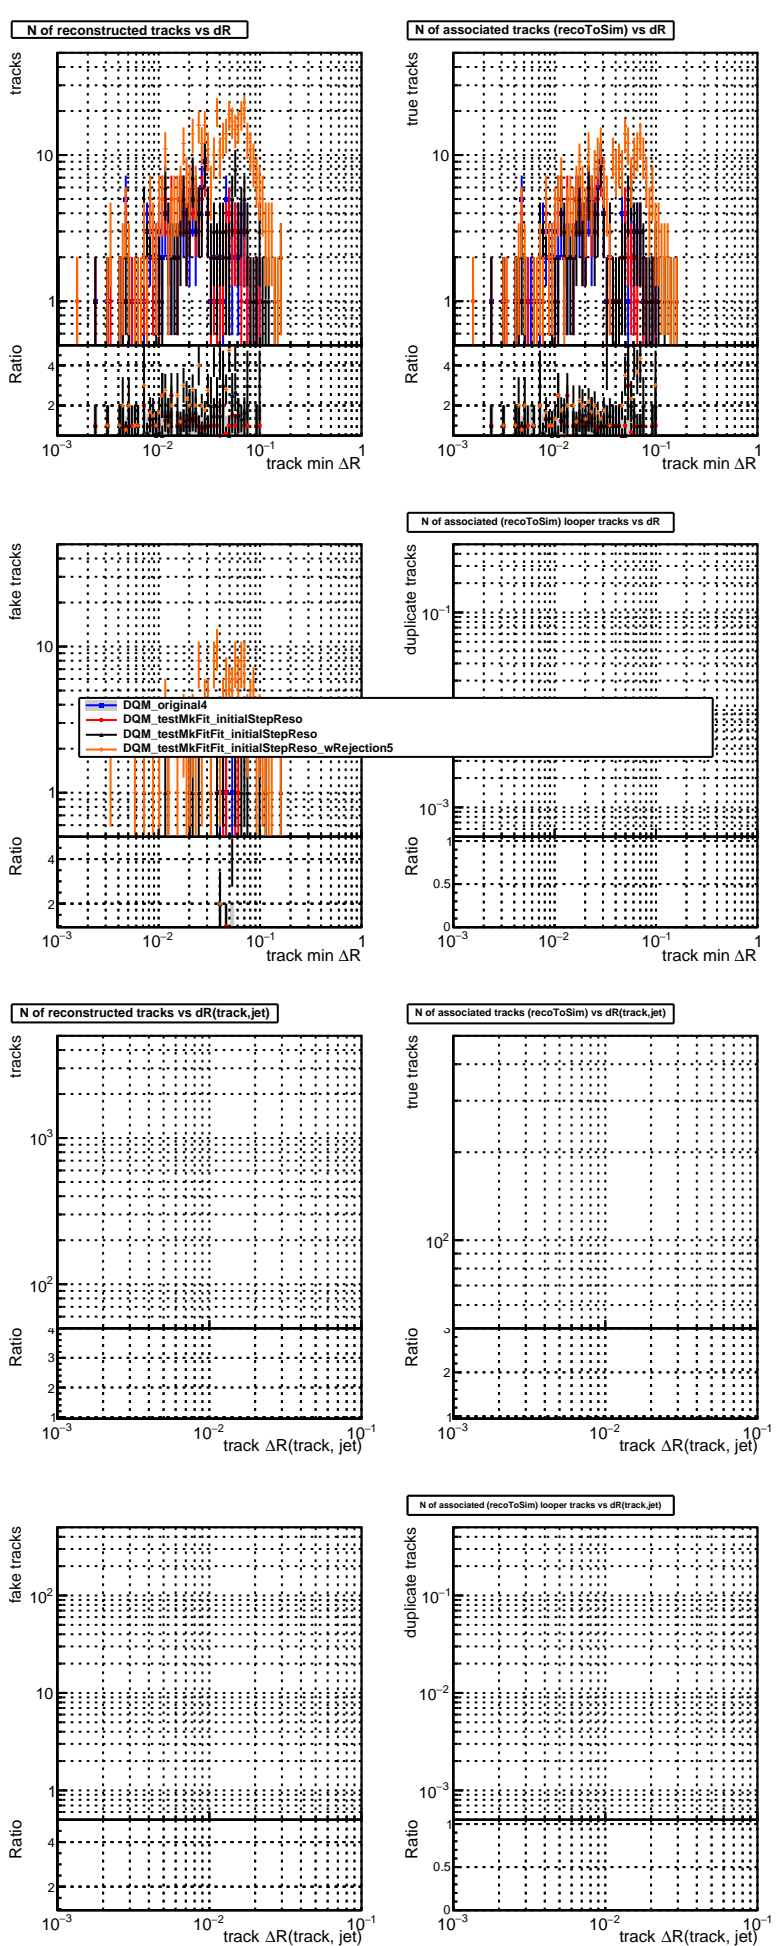 N of reconstructed tracks vs dR
tracks
10
1
Ratio
4
2
10−3
10−2
10−1
1
track min ΔR
N of associated tracks (recoToSim) vs dR
true tracks
10
1
Ratio
4
2
10−3
10−2
10−1
1
track min ΔR
fake tracks
10
1
Ratio
4
2
10−3
10−2
10−1
1
track min ΔR
N of associated (recoToSim) looper tracks vs dR
duplicate tracks
10−1
10−3
Ratio
1
0.5
0
10−3
10−2
10−1
1
track min ΔR
DQM_original4
DQM_testMkFit_initialStepReso
DQM_testMkFitFit_initialStepReso
DQM_testMkFitFit_initialStepReso_wRejection5
N of reconstructed tracks vs dR(track,jet)
tracks
103
102
Ratio
4
3
2
1
10−3
10−2
10−1
track ΔR(track, jet)
N of associated tracks (recoToSim) vs dR(track,jet)
true tracks
102
Ratio
3
2
1
10−3
10−2
10−1
track ΔR(track, jet)
fake tracks
102
10
1
Ratio
4
2
10−3
10−2
10−1
track ΔR(track, jet)
N of associated (recoToSim) looper tracks vs dR(track,jet)
duplicate tracks
10−1
10−2
10−3
Ratio
1
0.5
0
10−3
10−2
10−1
track ΔR(track, jet)